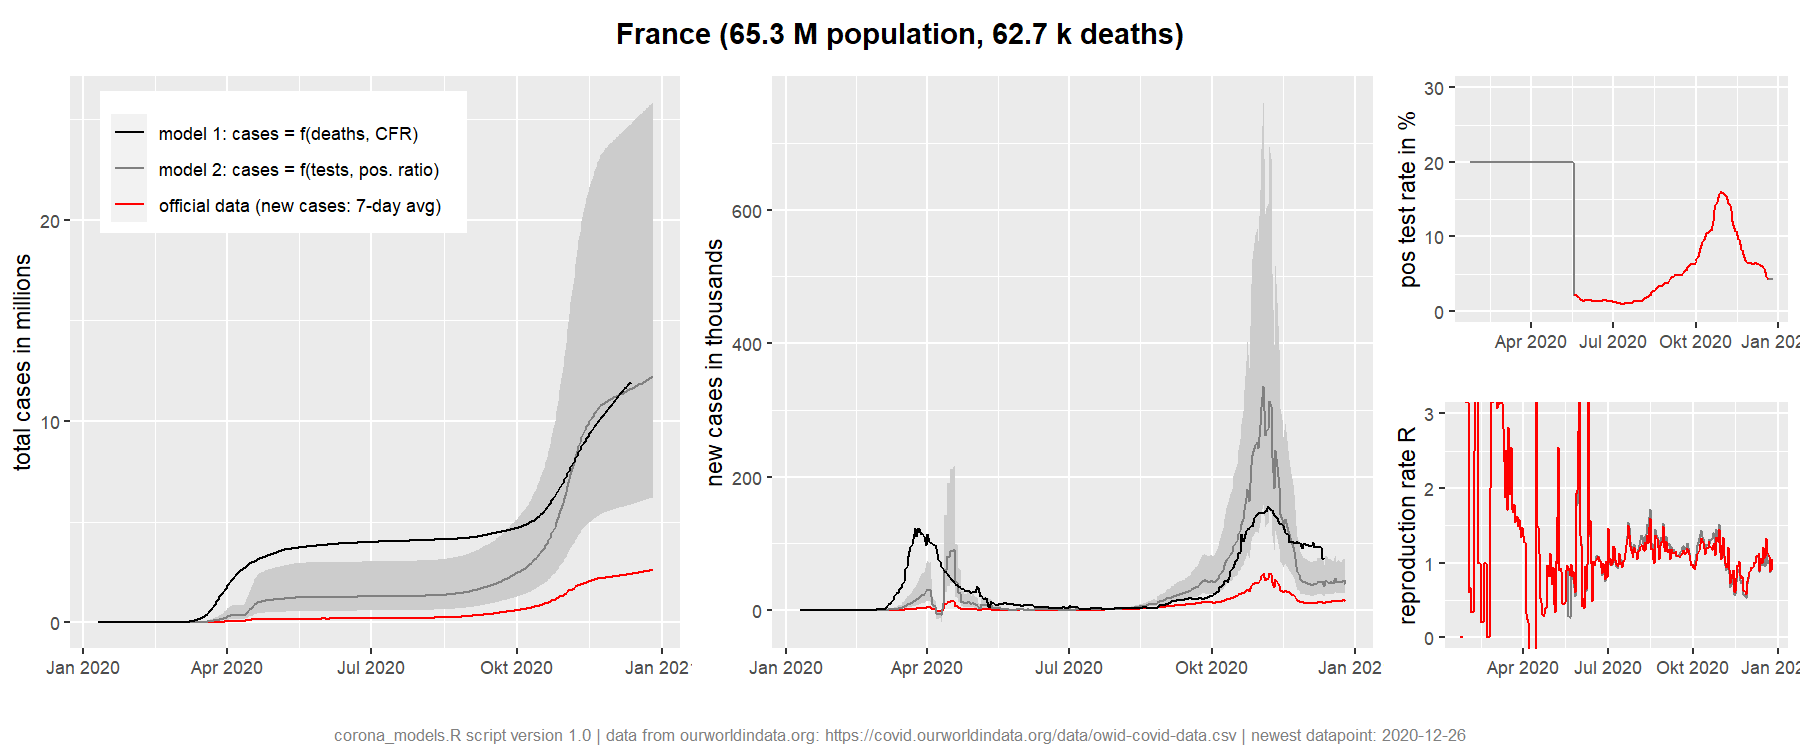 France (65.3 M population, 62.7 k deaths)
total cases in millions
20
10
0
model 1: cases = f(deaths, CFR)
model 2: cases = f(tests, pos. ratio)
official data (new cases: 7-day avg)
Jan 2020 Apr 2020 Jul 2020 Okt 2020 Jan 202
new cases in thousands
600
400
200
0
Jan 2020 Apr 2020 Jul 2020 Okt 2020 Jan 202
pos test rate in %
30
20
10
0
Apr 2020 Jul 2020 Okt 2020 Jan 202
reproduction rate R
3
2
1
0
Apr 2020 Jul 2020 Okt 2020 Jan 202
corona_models.R script version 1.0 | data from ourworldindata.org: https://covid.ourworldindata.org/data/owid-covid-data.csv | newest datapoint: 2020-12-26